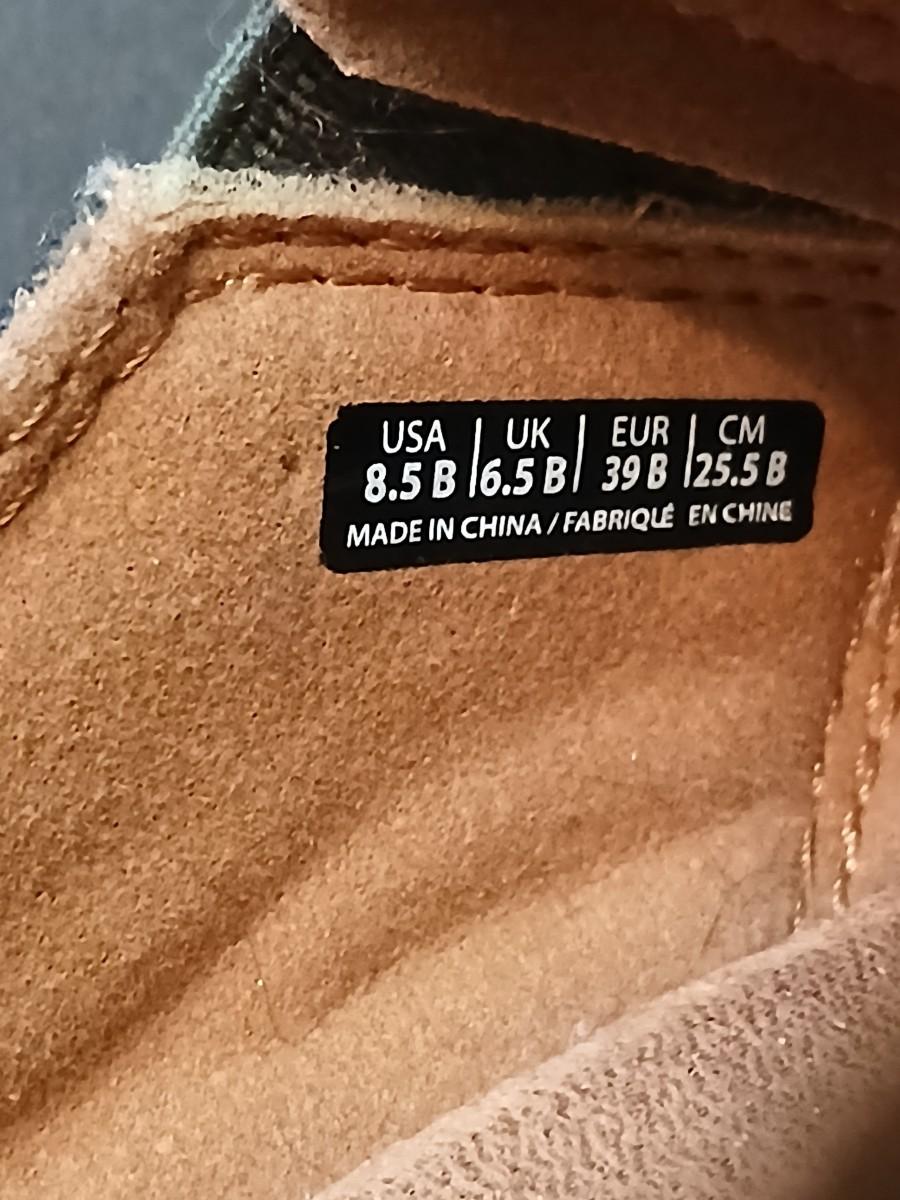 USA | UK | EUR | CM
8.5 B | 6.5 B | 39 B | 25.5 B
MADE IN CHINA / FABRIQUÉ EN CHINE